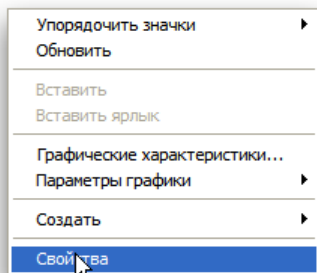 Упорядочить значки
Обновить
Вставить
Вставить ярлык
Графические характеристики...
Параметры графики
Создать
Свойства